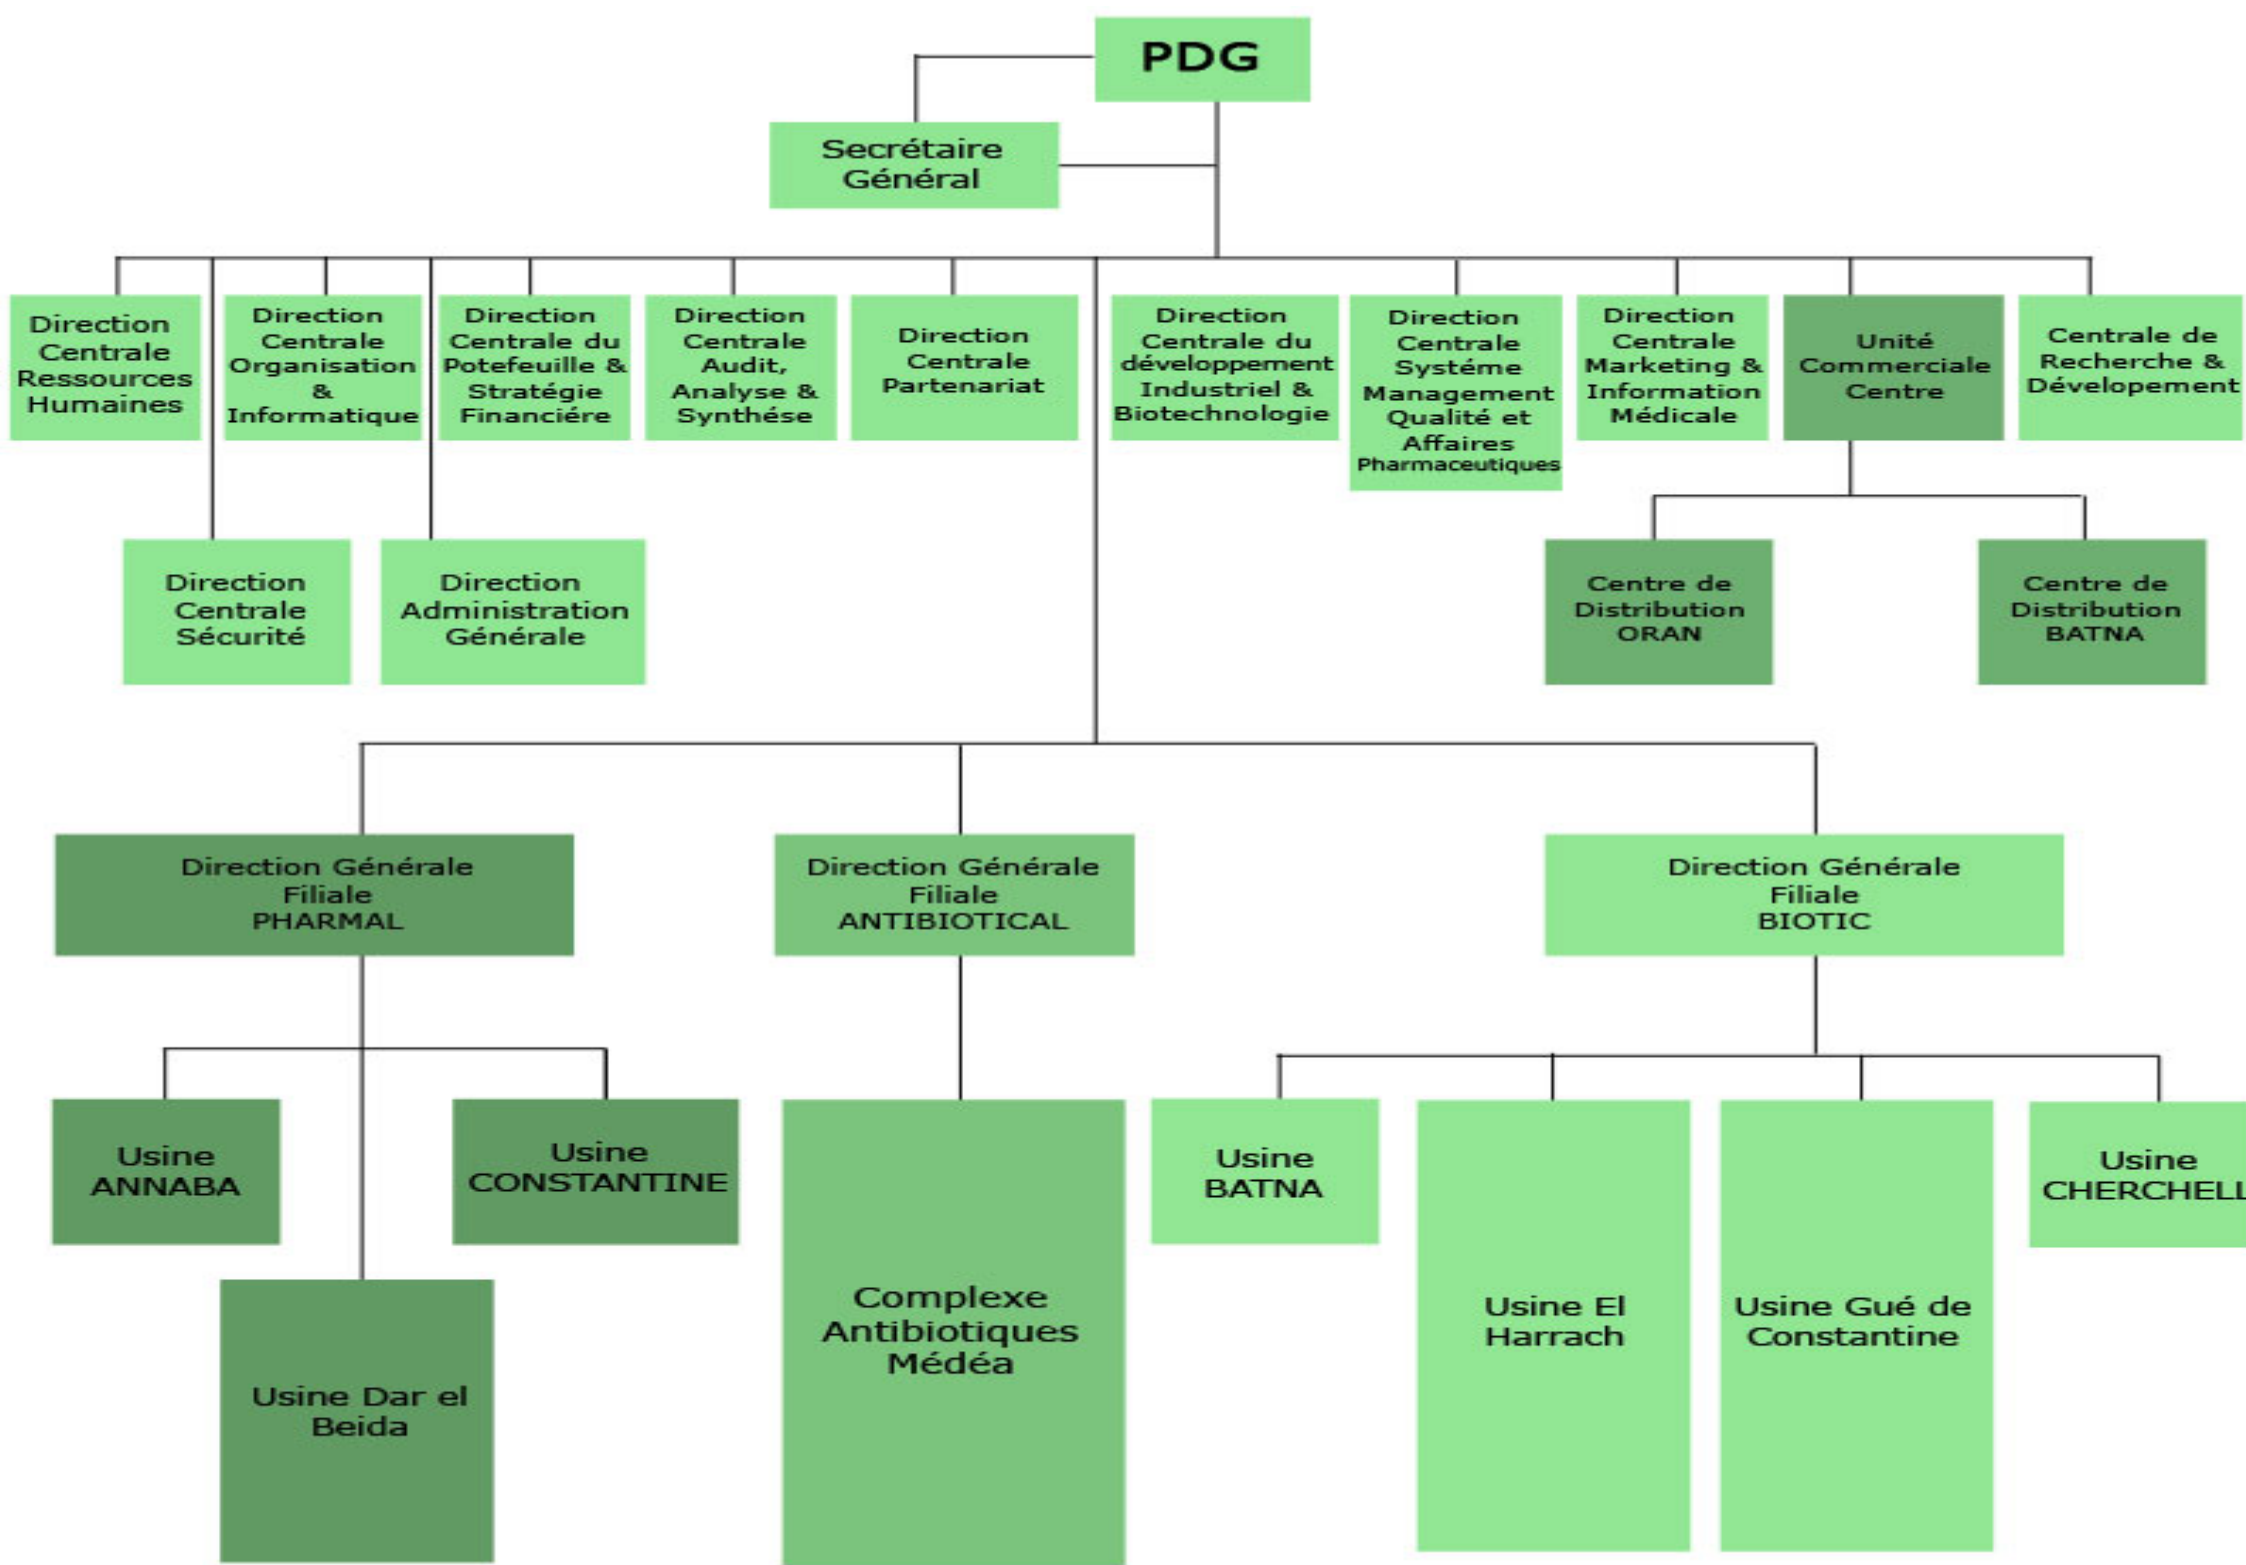 PDG
Secrétaire
Général
Direction
Centrale
Ressources
Humaines
Direction
Centrale
Organisation
&
Informatique
Direction
Centrale du
Potefeuille &
Stratégie
Financiére
Direction
Centrale
Audit,
Analyse &
Synthése
Direction
Centrale
Partenariat
Direction
Centrale du
développement
Industriel &
Biotechnologie
Direction
Centrale
Systéme
Management
Qualité et
Affaires
Pharmaceutiques
Direction
Centrale
Marketing &
Information
Médicale
Unité
Commerciale
Centre
Centrale de
Recherche &
Dévelopement
Direction
Centrale
Sécurité
Direction
Administration
Générale
Centre de
Distribution
ORAN
Centre de
Distribution
BATNA
Direction Générale
Filiale
PHARMAL
Direction Générale
Filiale
ANTIBIOTICAL
Direction Générale
Filiale
BIOTIC
Usine
ANNABA
Usine
CONSTANTINE
Usine Dar el
Beida
Complexe
Antibiotiques
Médéa
Usine
BATNA
Usine El
Harrach
Usine Gué de
Constantine
Usine
CHERCHELL